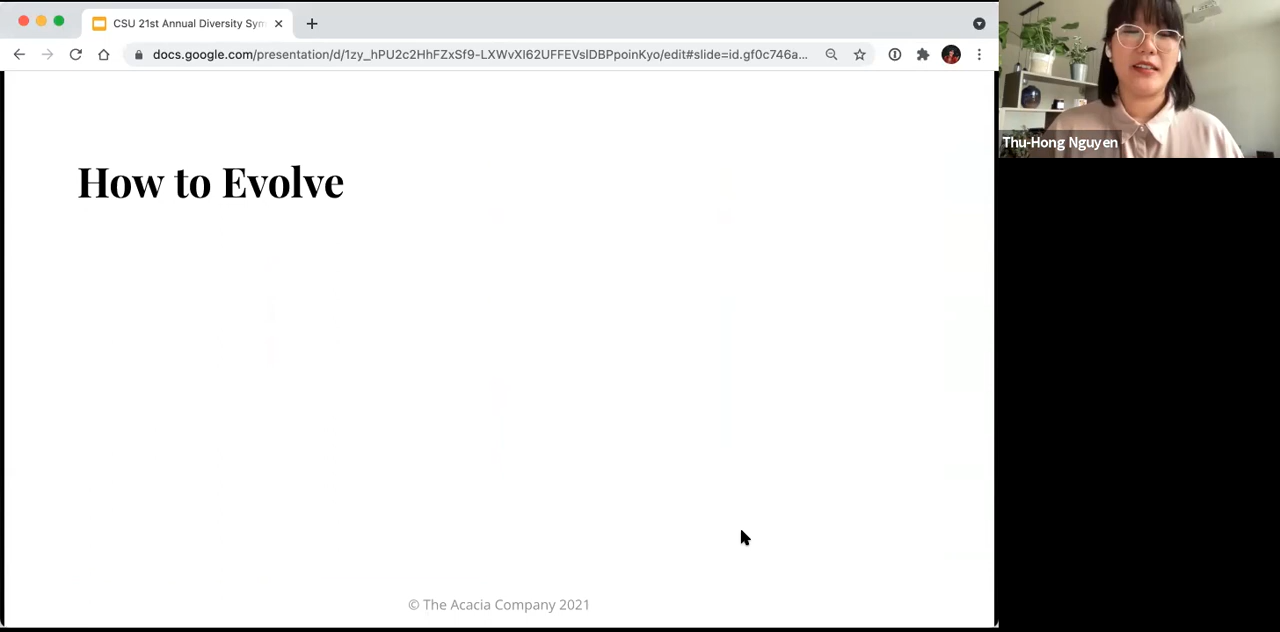 CSU 21st Annual Diversity Sym
docs.google.com/presentation/d/1zy_hPU2c2HhFZxSf9-LXWvXI62UFFEVsIDBPpoinKyo/edit#slide=id.gf0c746a...
Thu-Hong Nguyen
How to Evolve
© The Acacia Company 2021